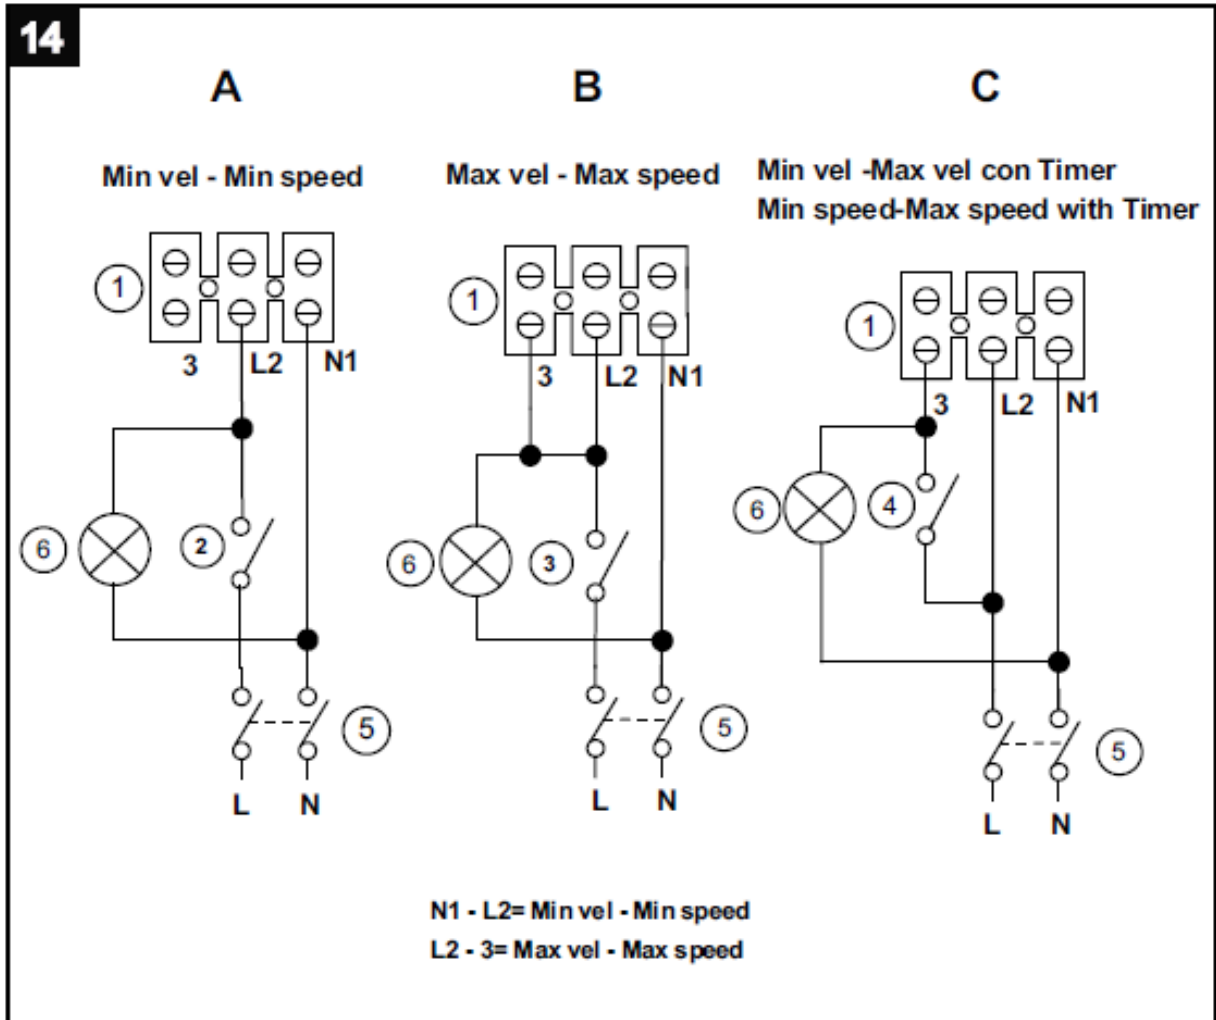 14
A
B
C
Min vel - Min speed
Max vel - Max speed
Min vel -Max vel con Timer
Min speed-Max speed with Timer
1
3
L2
N1
6
2
5
L
N
1
3
L2
N1
6
3
5
L
N
1
3
L2
N1
6
4
5
L
N
N1 - L2= Min vel - Min speed
L2 - 3= Max vel - Max speed